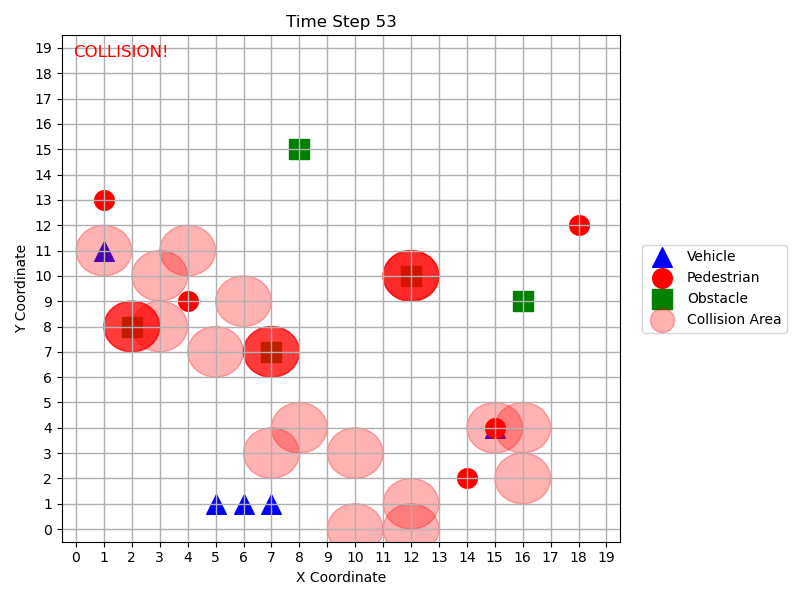 Time Step 53
COLLISION!
19
18
17
16
15
14
13
12
11
10
9
8
7
6
5
4
3
2
1
0
Y Coordinate
0 1 2 3 4 5 6 7 8 9 10 11 12 13 14 15 16 17 18 19
X Coordinate
Vehicle
Pedestrian
Obstacle
Collision Area